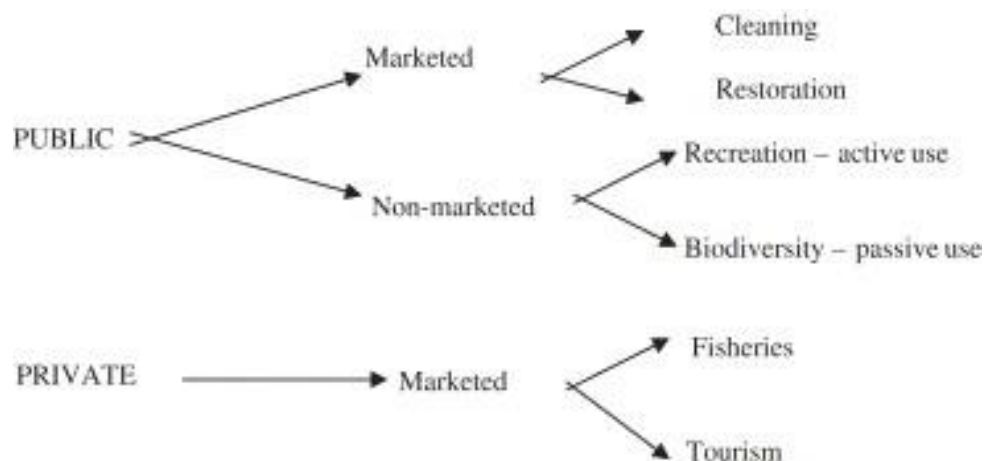 Cleaning
Marketed
Restoration
PUBLIC
Recreation – active use
Non-marketed
Biodiversity – passive use
Fisheries
PRIVATE
Marketed
Tourism